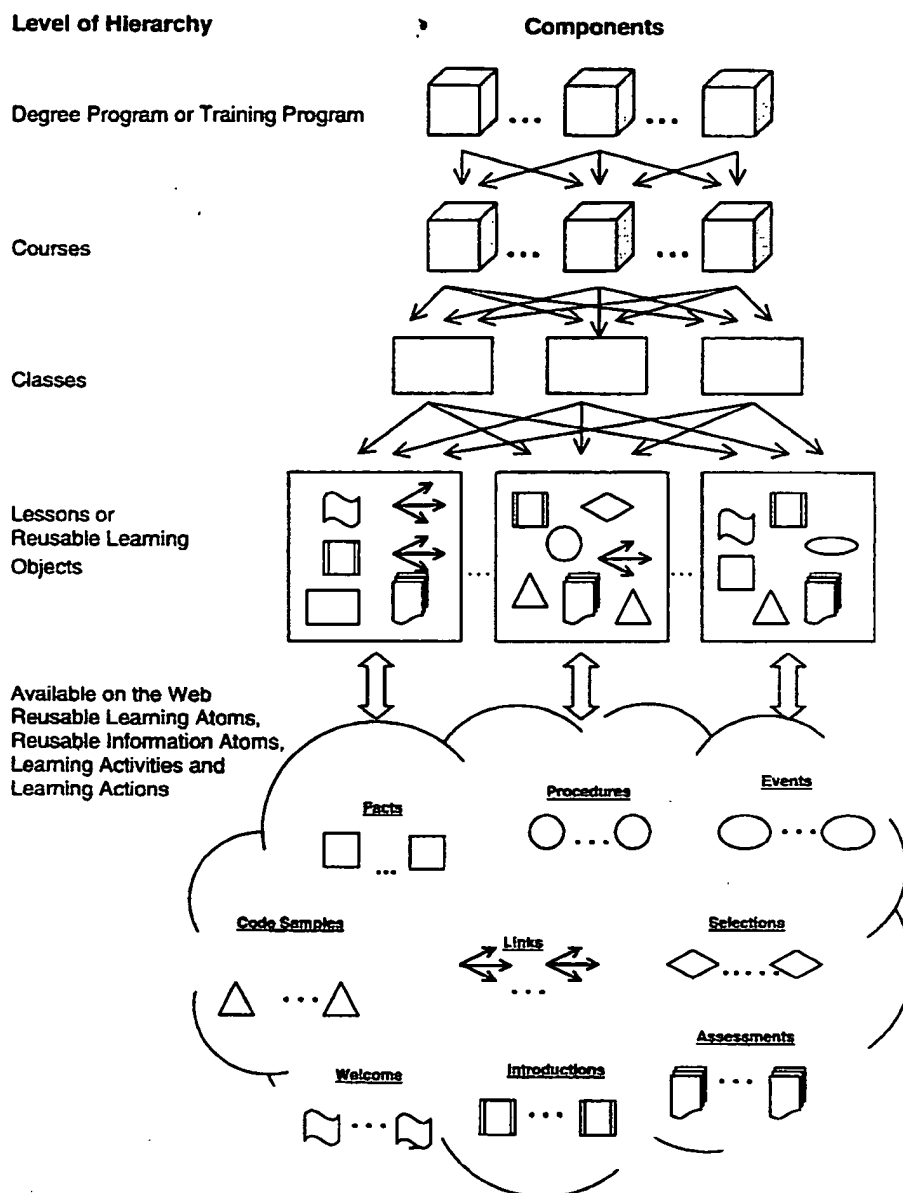 Level of Hierarchy
Components
Degree Program or Training Program
Courses
Classes
Lessons or
Reusable Learning
Objects
Available on the Web
Reusable Learning Atoms,
Reusable Information Atoms,
Learning Activities and
Learning Actions
Facts
Procedures
Events
Code Samples
Links
Selections
Welcome
Introductions
Assessments